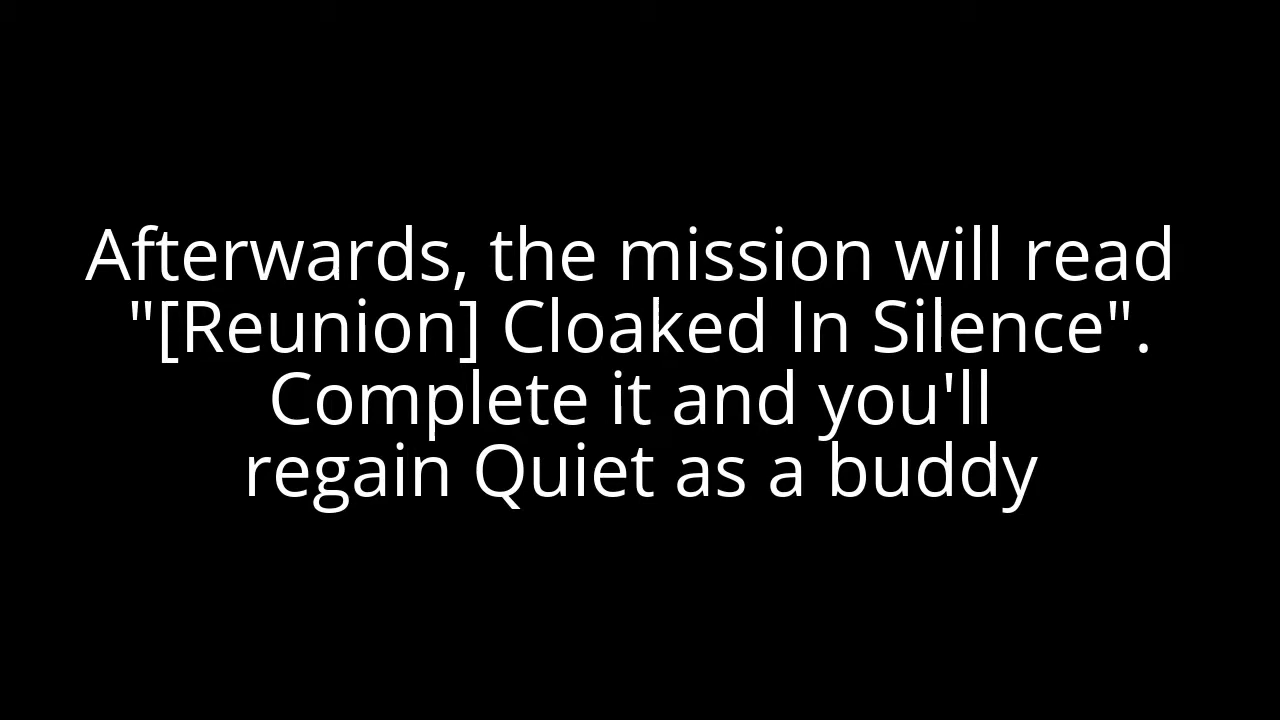 Afterwards, the mission will read
"[Reunion] Cloaked In Silence".
Complete it and you'll
regain Quiet as a buddy